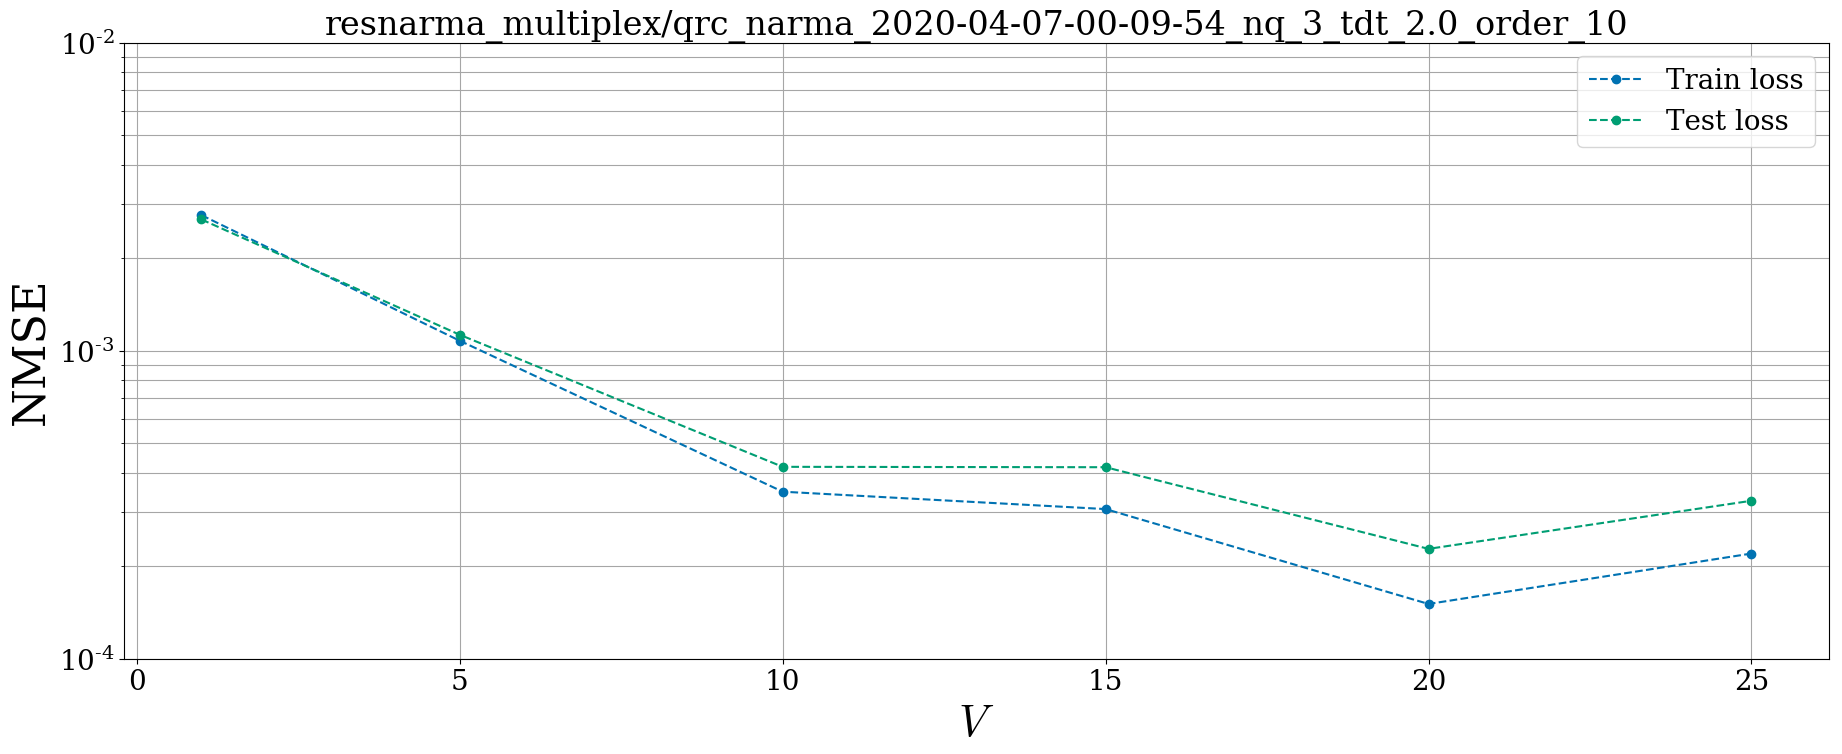 resnarma_multiplex/qrc_narma_2020-04-07-00-09-54_nq_3_tdt_2.0_order_10
10⁻²
Train loss
Test loss
NMSE
10⁻³
10⁻⁴
0 5 10 15 20 25
V